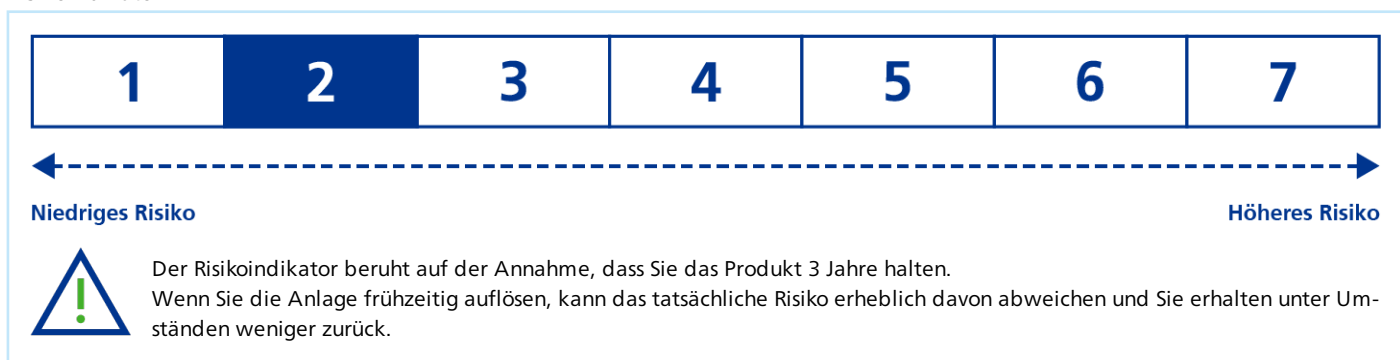 1 2 3 4 5 6 7
Niedriges Risiko Höheres Risiko
Der Risikoindikator beruht auf der Annahme, dass Sie das Produkt 3 Jahre halten.
Wenn Sie die Anlage frühzeitig auflösen, kann das tatsächliche Risiko erheblich davon abweichen und Sie erhalten unter Um-
ständen weniger zurück.